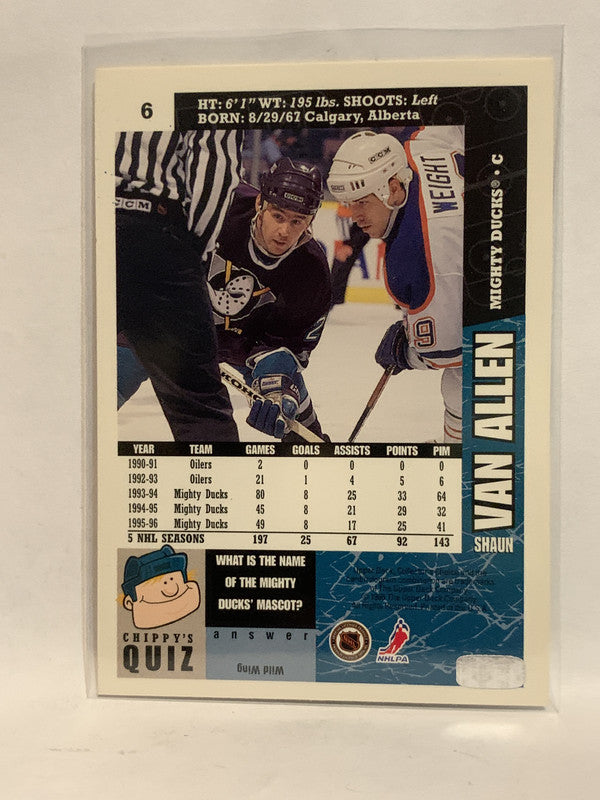 6
HT: 6'1" WT: 195 lbs. SHOOTS: Left
BORN: 8/29/67 Calgary, Alberta
CCM
CCM
WEIGHT
9
KOHO
MIGHTY DUCKS® • C
SHAUN
VAN ALLEN
YEAR TEAM GAMES GOALS ASSISTS POINTS PIM
1990-91 Oilers 2 0 0 0 0
1992-93 Oilers 21 1 4 5 6
1993-94 Mighty Ducks 80 8 25 33 64
1994-95 Mighty Ducks 45 8 21 29 32
1995-96 Mighty Ducks 49 8 17 25 41
5 NHL SEASONS 197 25 67 92 143
CHIPPY'S
QUIZ
WHAT IS THE NAME
OF THE MIGHTY
DUCKS' MASCOT?
answer
Wild Wing
NHLPA